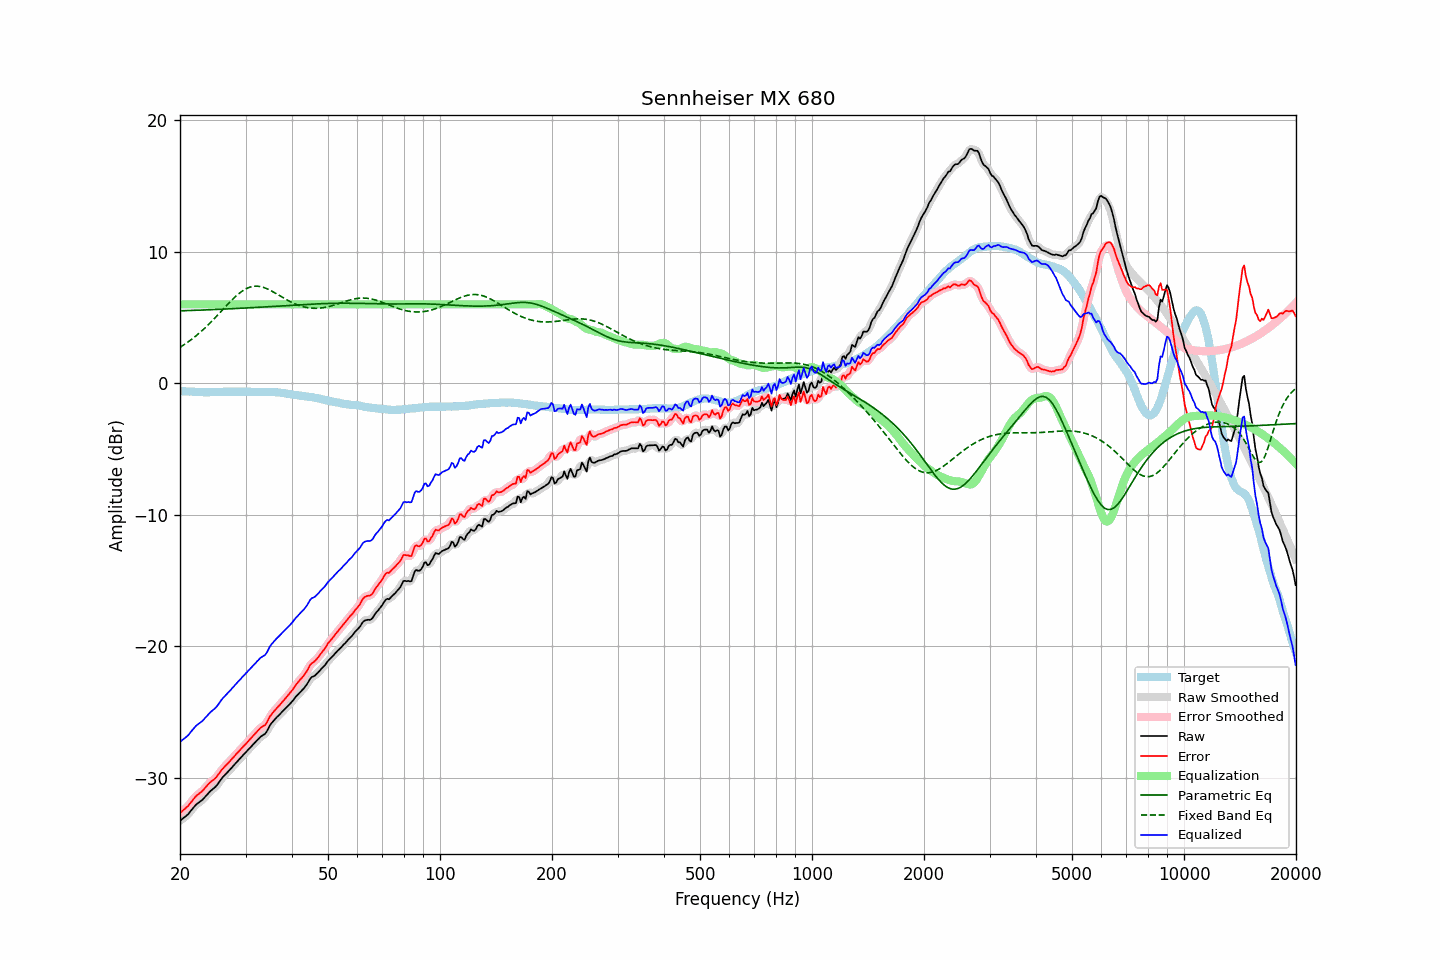 Sennheiser MX 680
20
10
0
−10
−20
−30
Amplitude (dBr)
20
50
100
200
500
1000
2000
5000
10000
20000
Frequency (Hz)
Target
Raw Smoothed
Error Smoothed
Raw
Error
Equalization
Parametric Eq
Fixed Band Eq
Equalized